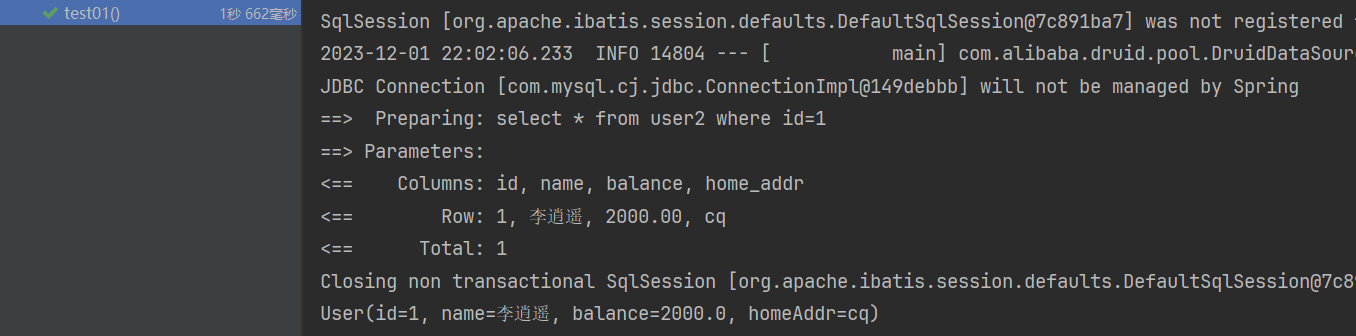 test01()
1秒 662毫秒
SqlSession [org.apache.ibatis.session.defaults.DefaultSqlSession@7c891ba7] was not registered
2023-12-01 22:02:06.233  INFO 14804 --- [           main] com.alibaba.druid.pool.DruidDataSour
JDBC Connection [com.mysql.cj.jdbc.ConnectionImpl@149debbb] will not be managed by Spring
==>  Preparing: select * from user2 where id=1
==> Parameters:
<==    Columns: id, name, balance, home_addr
<==        Row: 1, 李逍遥, 2000.00, cq
<==      Total: 1
Closing non transactional SqlSession [org.apache.ibatis.session.defaults.DefaultSqlSession@7c8
User(id=1, name=李逍遥, balance=2000.0, homeAddr=cq)